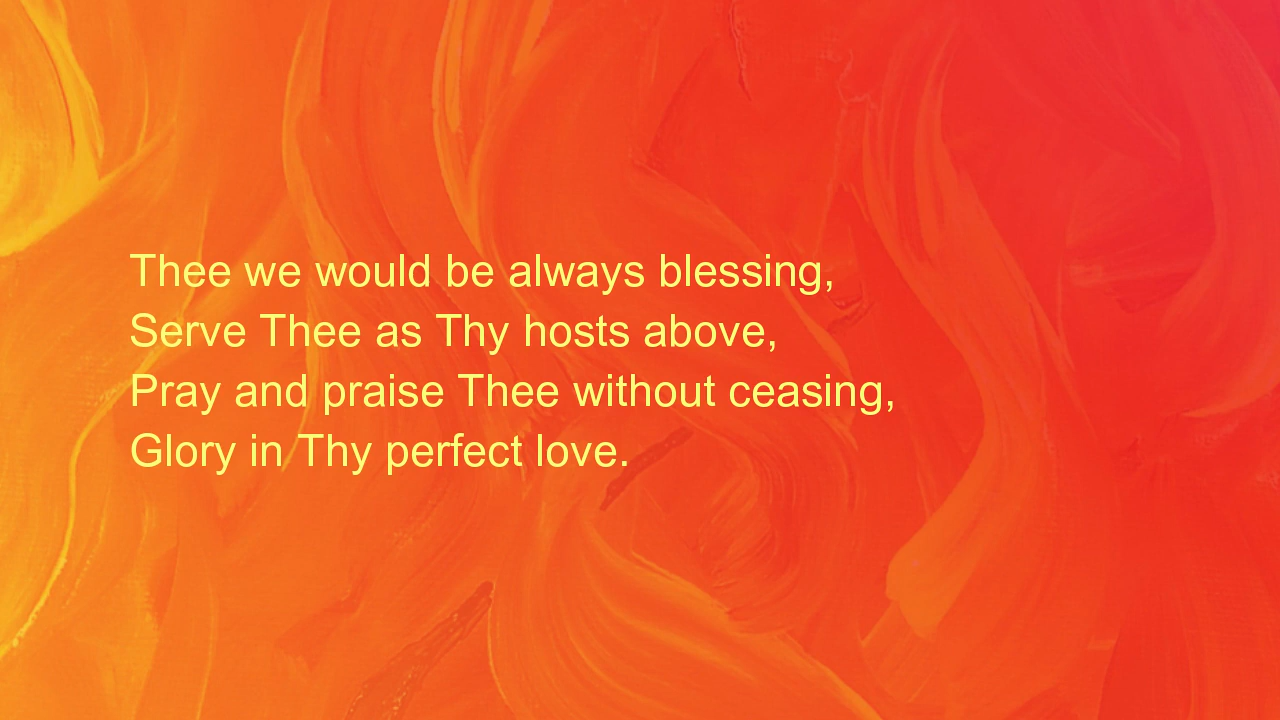 Thee we would be always blessing,
Serve Thee as Thy hosts above,
Pray and praise Thee without ceasing,
Glory in Thy perfect love.